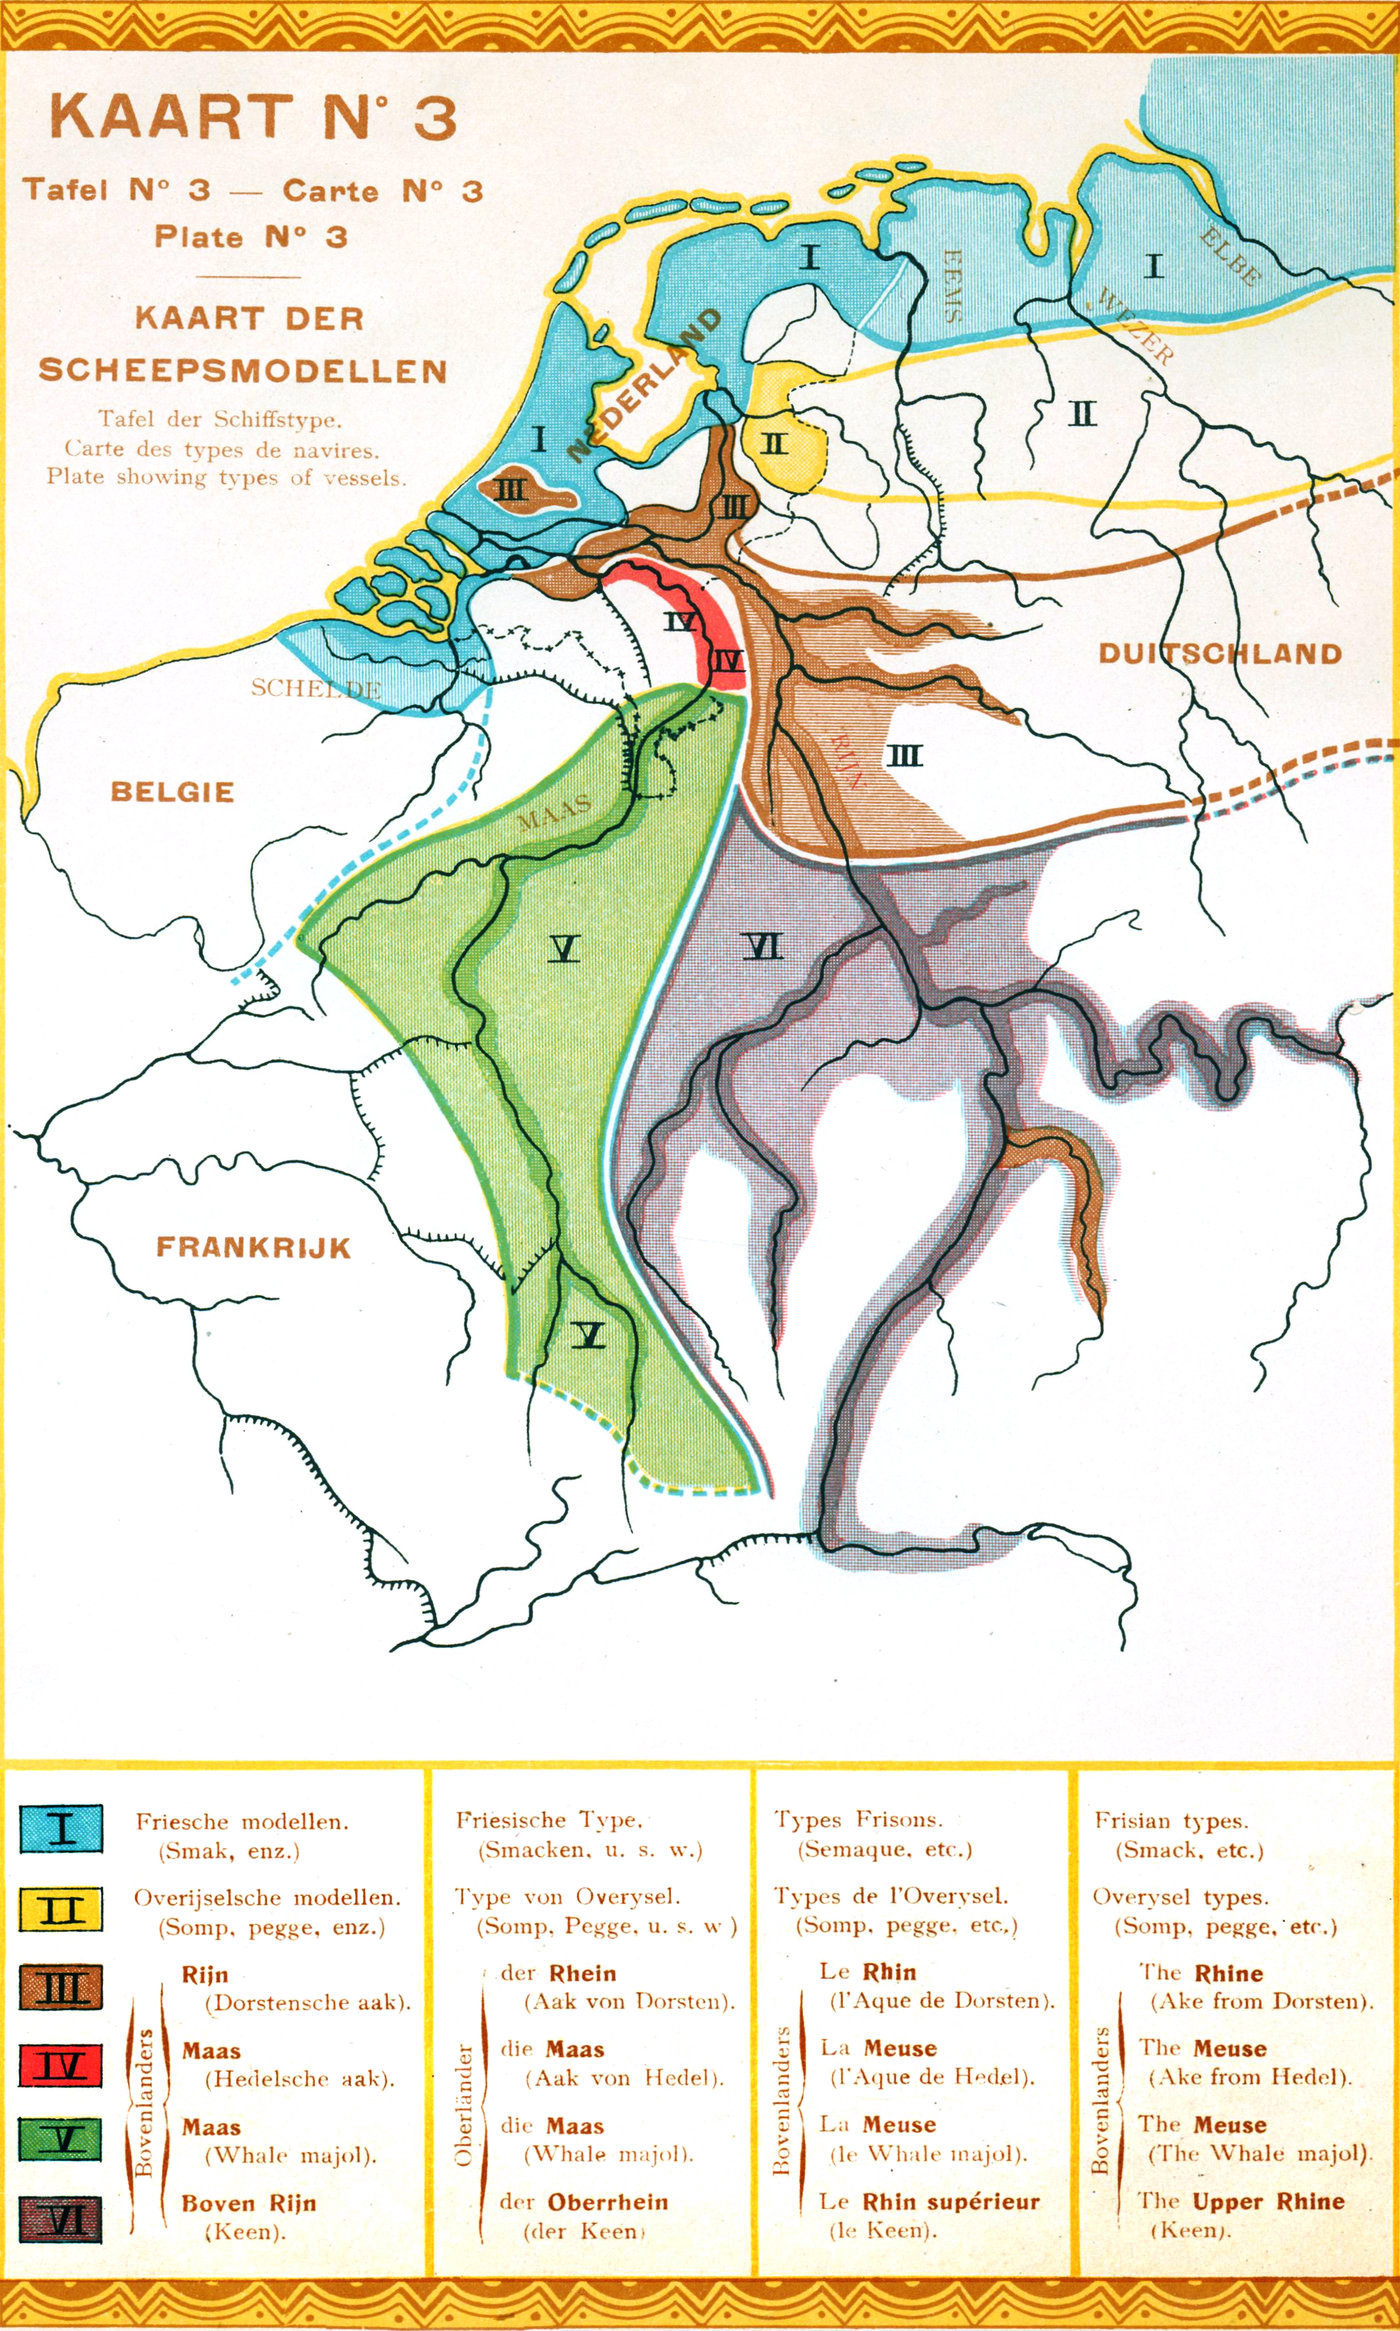 KAART N° 3
Tafel N° 3 — Carte N° 3
Plate N° 3
KAART DER
SCHEEPSMODELLEN
Tafel der Schiffstype.
Carte des types de navires.
Plate showing types of vessels.
I
I
ELBE
EEMS
WEZER
NEDERLAND
I
II
II
III
III
IV
IV
DUITSCHLAND
SCHELDE
RIJN
III
BELGIE
MAAS
V
VI
FRANKRIJK
V
I
Friesche modellen.
(Smak, enz.)
II
Overijselsche modellen.
(Somp, pegge, enz.)
Bovenlanders
III
Rijn
(Dorstensche aak).
IV
Maas
(Hedelsche aak).
V
Maas
(Whale majol).
VI
Boven Rijn
(Keen).
Friesische Type.
(Smacken, u. s. w.)
Type von Overysel.
(Somp, Pegge, u. s. w )
Oberländer
der Rhein
(Aak von Dorsten).
die Maas
(Aak von Hedel).
die Maas
(Whale majol).
der Oberrhein
(der Keen)
Types Frisons.
(Semaque, etc.)
Types de l'Overysel.
(Somp, pegge, etc.)
Bovenlanders
Le Rhin
(l'Aque de Dorsten).
La Meuse
(l'Aque de Hedel).
La Meuse
(le Whale majol).
Le Rhin supérieur
(le Keen).
Frisian types.
(Smack, etc.)
Overysel types.
(Somp, pegge, etc.)
Bovenlanders
The Rhine
(Ake from Dorsten).
The Meuse
(Ake from Hedel).
The Meuse
(The Whale majol).
The Upper Rhine
(Keen).